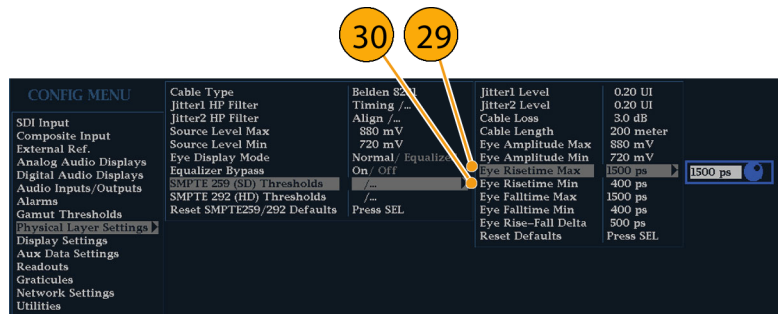 30 29
CONFIG MENU
SDI Input
Composite Input
External Ref.
Analog Audio Displays
Digital Audio Displays
Audio Inputs/Outputs
Alarms
Gamut Thresholds
Physical Layer Settings
Display Settings
Aux Data Settings
Readouts
Graticules
Network Settings
Utilities
Cable Type Belden
Jitter1 HP Filter Timing /...
Jitter2 HP Filter Align /...
Source Level Max 880 mV
Source Level Min 720 mV
Eye Display Mode Normal/ Equalize
Equalizer Bypass On/ Off
SMPTE 259 (SD) Thresholds /...
SMPTE 292 (HD) Thresholds /...
Reset SMPTE259/292 Defaults Press SEL
Jitter1 Level 0.20 UI
Jitter2 Level 0.20 UI
Cable Loss 3.0 dB
Cable Length 200 meter
Eye Amplitude Max 880 mV
Eye Amplitude Min 720 mV
Eye Risetime Max 1500 ps
Eye Risetime Min 400 ps
Eye Falltime Max 1500 ps
Eye Falltime Min 400 ps
Eye Rise-Fall Delta 500 ps
Reset Defaults Press SEL
1500 ps